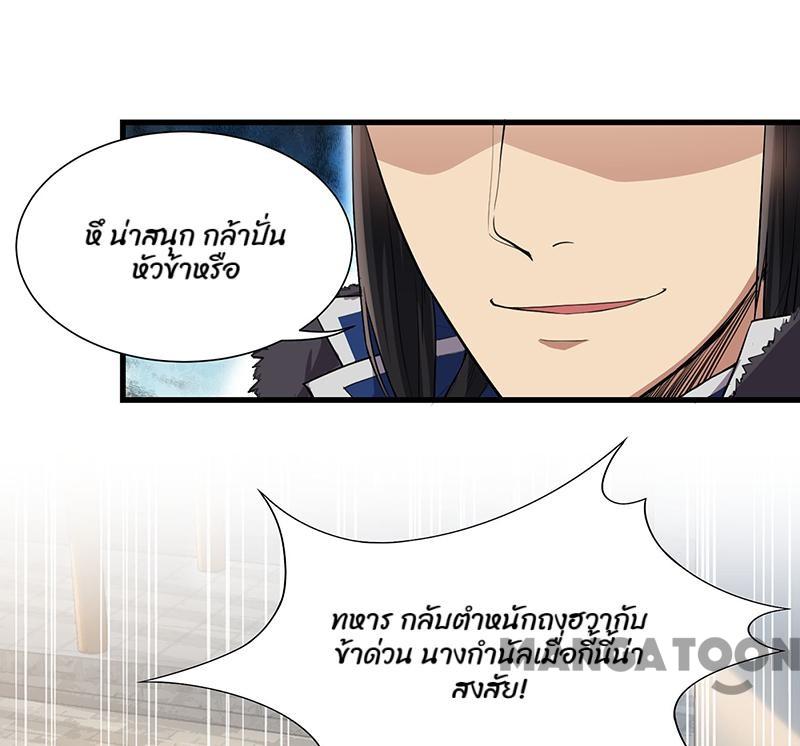 หึ น่าสนุก กล้าปั่น
หัวข้าหรือ
ทหาร กลับตำหนักถงฮวากับ
ข้าด่วน นางกำนัลเมื่อกี้นี้น่า
สงสัย!
MANGATOON